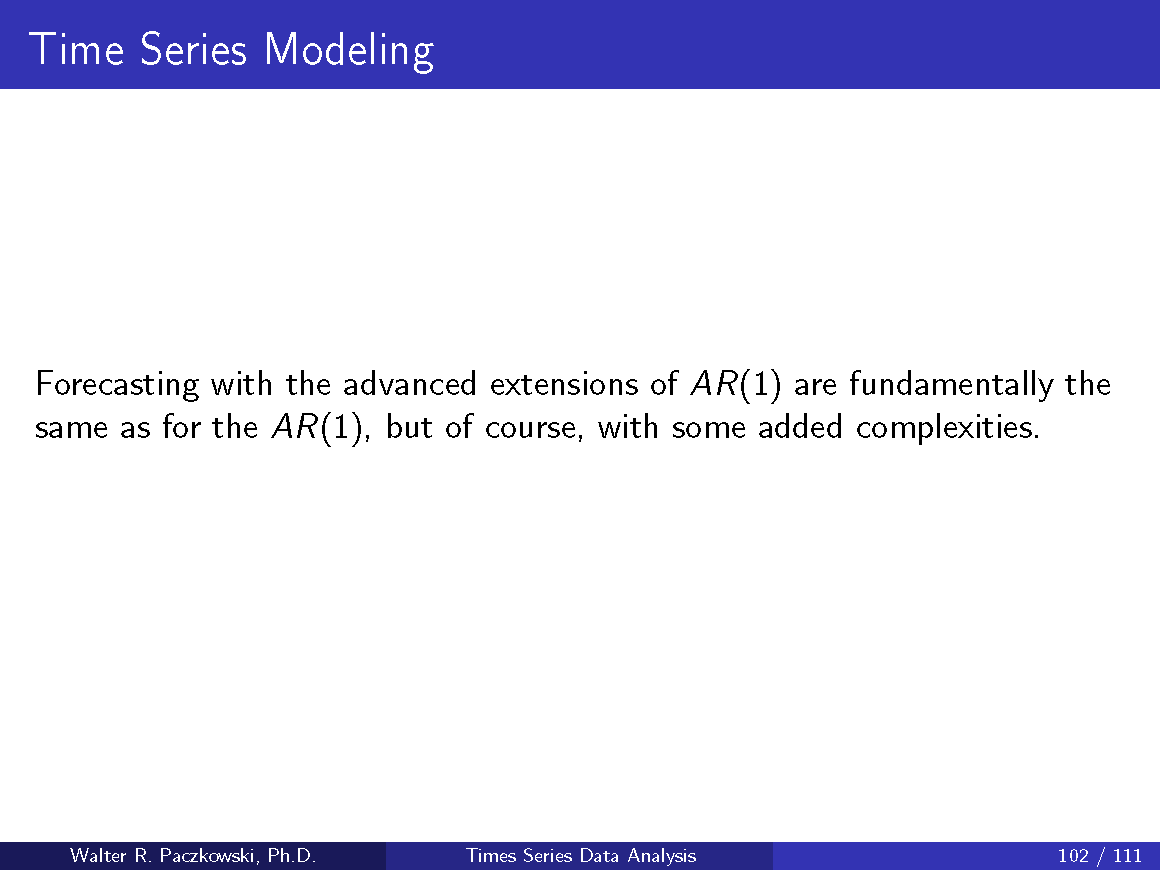 Time Series Modeling
Forecasting with the advanced extensions of AR(1) are fundamentally the
same as for the AR(1), but of course, with some added complexities.
Walter R. Paczkowski, Ph.D.
Times Series Data Analysis
102 / 111